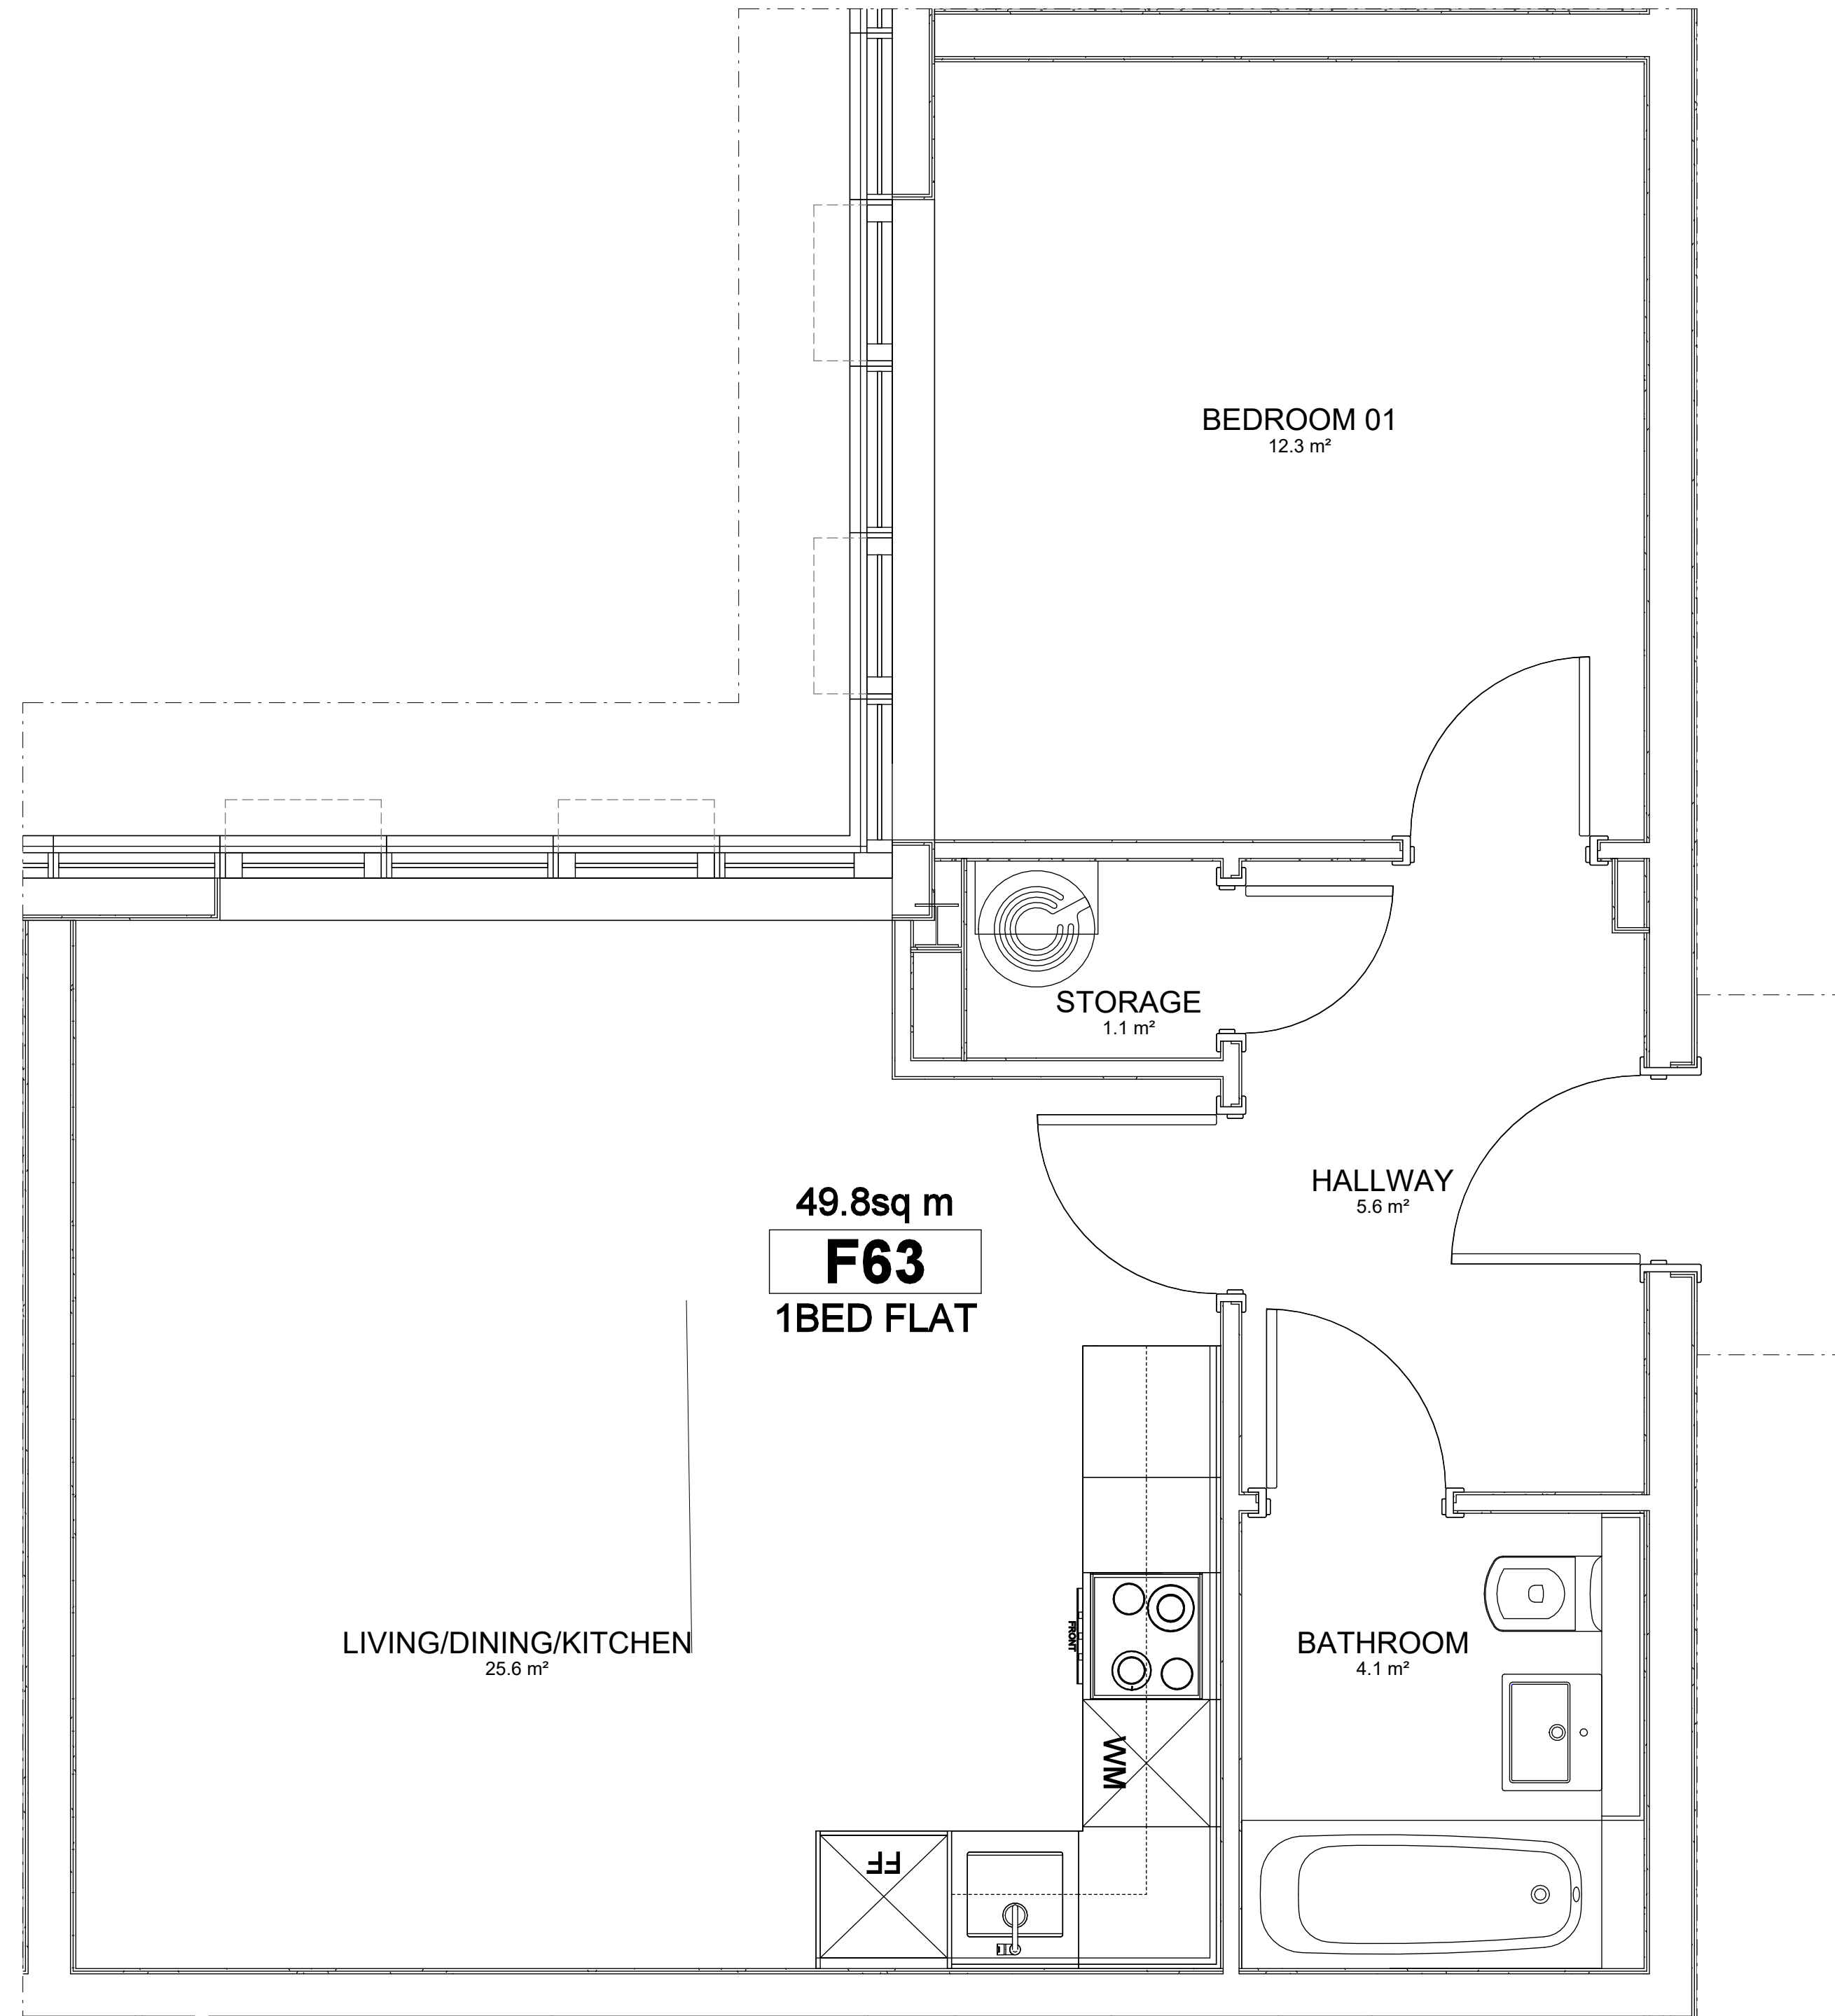 BEDROOM 01
12.3 m²
STORAGE
1.1 m²
HALLWAY
5.6 m²
49.8sq m
F63
1BED FLAT
FRONT
LIVING/DINING/KITCHEN
25.6 m²
BATHROOM
4.1 m²
WM
FF